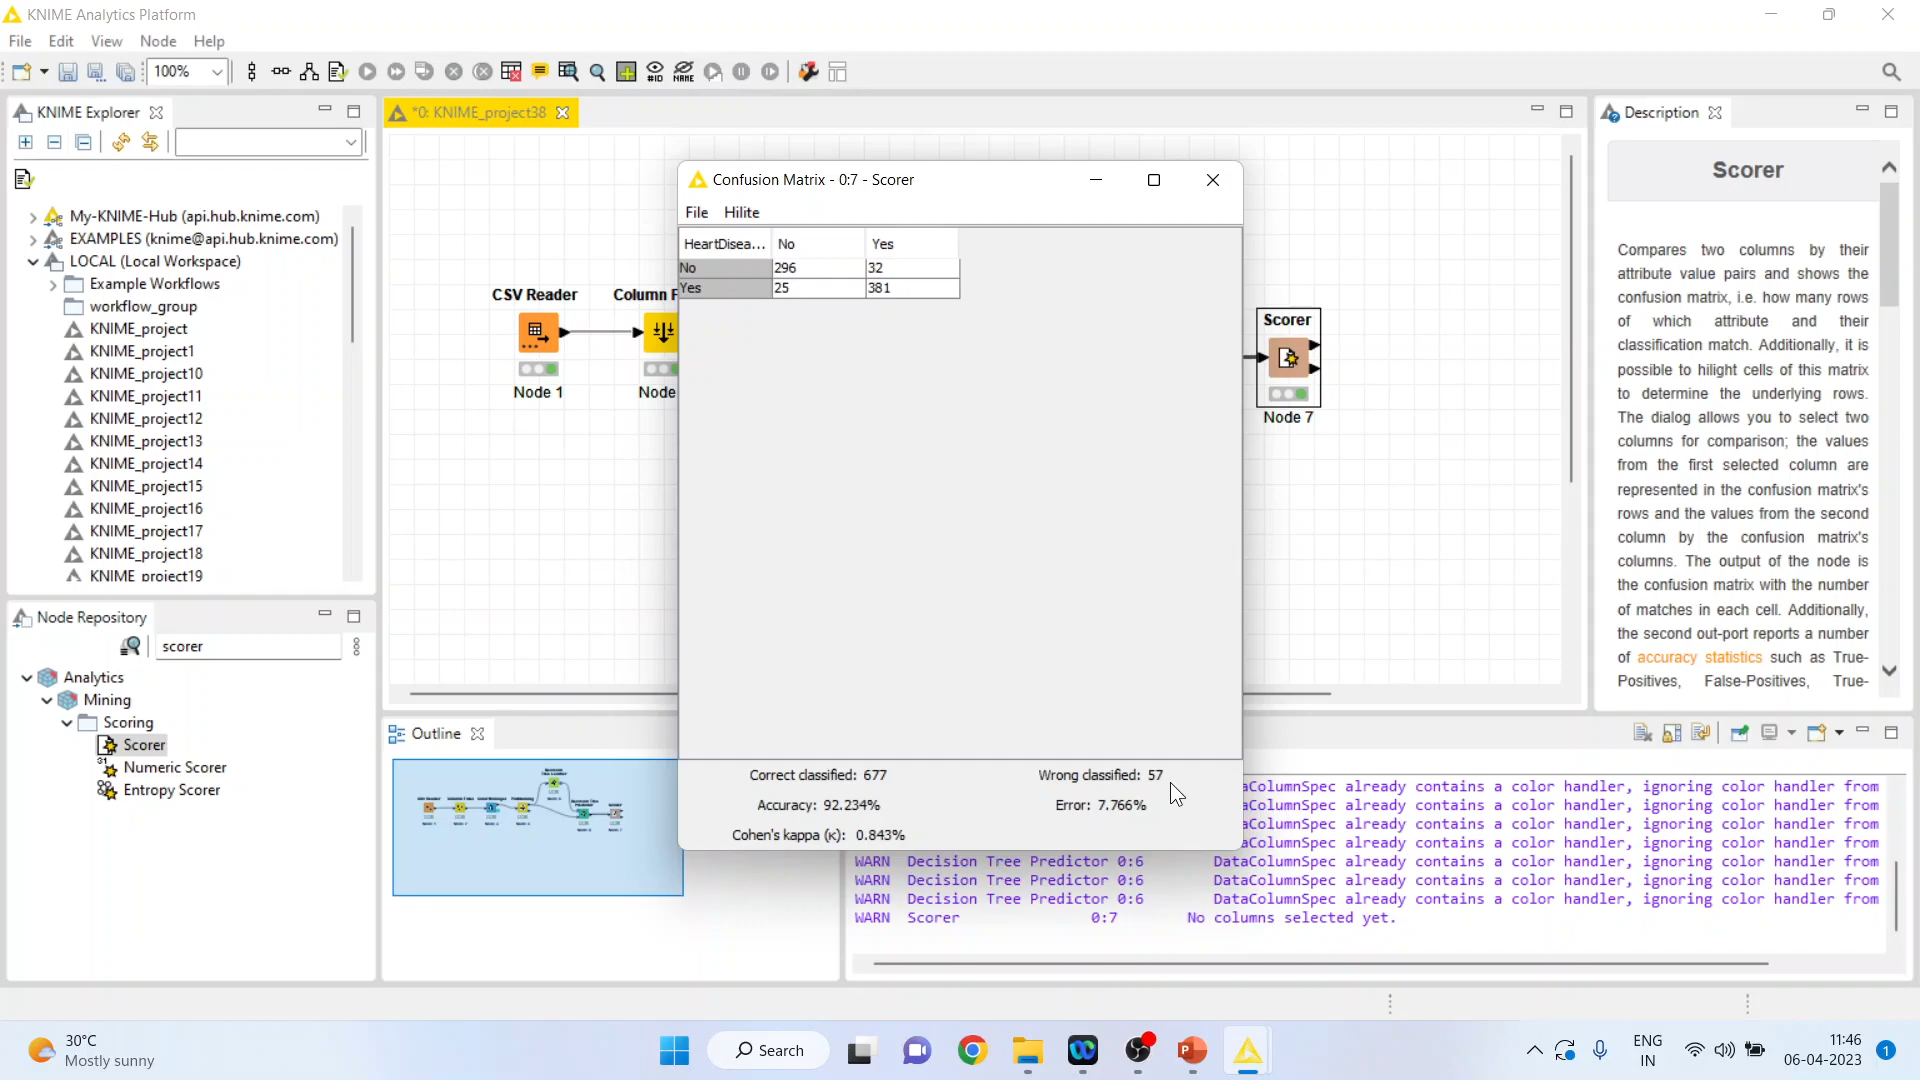 KNIME Analytics Platform
File Edit View Node Help
100%
#ID
NAME
KNIME Explorer
My-KNIME-Hub (api.hub.knime.com)
EXAMPLES (knime@api.hub.knime.com)
LOCAL (Local Workspace)
Example Workflows
workflow_group
KNIME_project
KNIME_project1
KNIME_project10
KNIME_project11
KNIME_project12
KNIME_project13
KNIME_project14
KNIME_project15
KNIME_project16
KNIME_project17
KNIME_project18
KNIME_project19
Node Repository
scorer
Analytics
Mining
Scoring
Scorer
Numeric Scorer
Entropy Scorer
*0: KNIME_project38
CSV Reader
Node 1
Column F
Node
Scorer
Node 7
Confusion Matrix - 0:7 - Scorer
File Hilite
HeartDisea... No Yes
No 296 32
Yes 25 381
Correct classified: 677
Wrong classified: 57
Accuracy: 92.234%
Error: 7.766%
Cohen's kappa (κ): 0.843%
Outline
aColumnSpec already contains a color handler, ignoring color handler from
aColumnSpec already contains a color handler, ignoring color handler from
aColumnSpec already contains a color handler, ignoring color handler from
aColumnSpec already contains a color handler, ignoring color handler from
WARN Decision Tree Predictor 0:6 DataColumnSpec already contains a color handler, ignoring color handler from
WARN Decision Tree Predictor 0:6 DataColumnSpec already contains a color handler, ignoring color handler from
WARN Decision Tree Predictor 0:6 DataColumnSpec already contains a color handler, ignoring color handler from
WARN Scorer 0:7 No columns selected yet.
Description
Scorer
Compares two columns by their
attribute value pairs and shows the
confusion matrix, i.e. how many rows
of which attribute and their
classification match. Additionally, it is
possible to hilight cells of this matrix
to determine the underlying rows.
The dialog allows you to select two
columns for comparison; the values
from the first selected column are
represented in the confusion matrix's
rows and the values from the second
column by the confusion matrix's
columns. The output of the node is
the confusion matrix with the number
of matches in each cell. Additionally,
the second out-port reports a number
of accuracy statistics such as True-
Positives, False-Positives, True-
30°C
Mostly sunny
Search
ENG
IN
11:46
06-04-2023
1